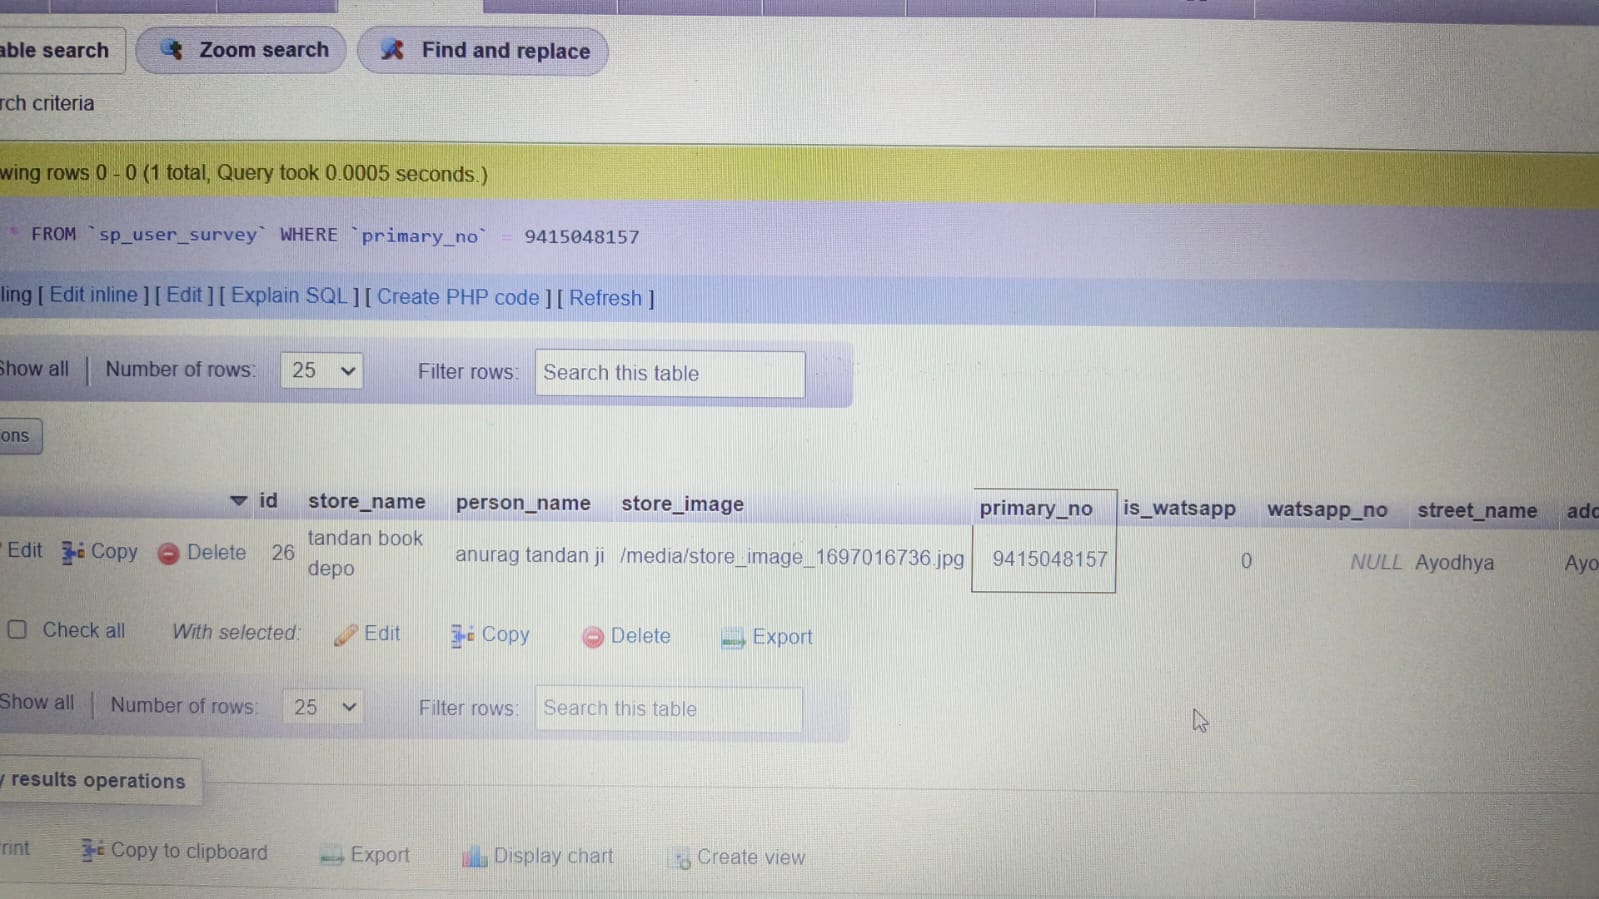 able search Zoom search Find and replace
rch criteria
wing rows 0 - 0 (1 total, Query took 0.0005 seconds.)
* FROM `sp_user_survey` WHERE `primary_no` = 9415048157
ling [ Edit inline ] [ Edit ] [ Explain SQL ] [ Create PHP code ] [ Refresh ]
Show all Number of rows: 25 Filter rows: Search this table
ons
id store_name person_name store_image primary_no is_watsapp watsapp_no street_name add
Edit Copy Delete 26 tandan book depo anurag tandan ji /media/store_image_1697016736.jpg 9415048157 0 NULL Ayodhya Ayo
Check all With selected: Edit Copy Delete Export
Show all Number of rows: 25 Filter rows: Search this table
y results operations
rint Copy to clipboard Export Display chart Create view